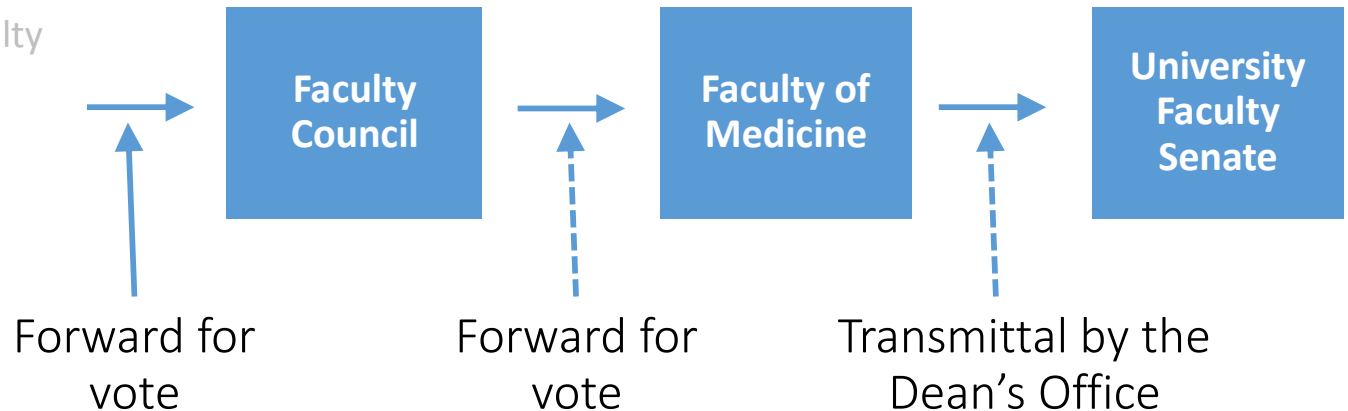 lty
Faculty
Council
Faculty of
Medicine
University
Faculty
Senate
Forward for
vote
Forward for
vote
Transmittal by the
Dean’s Office